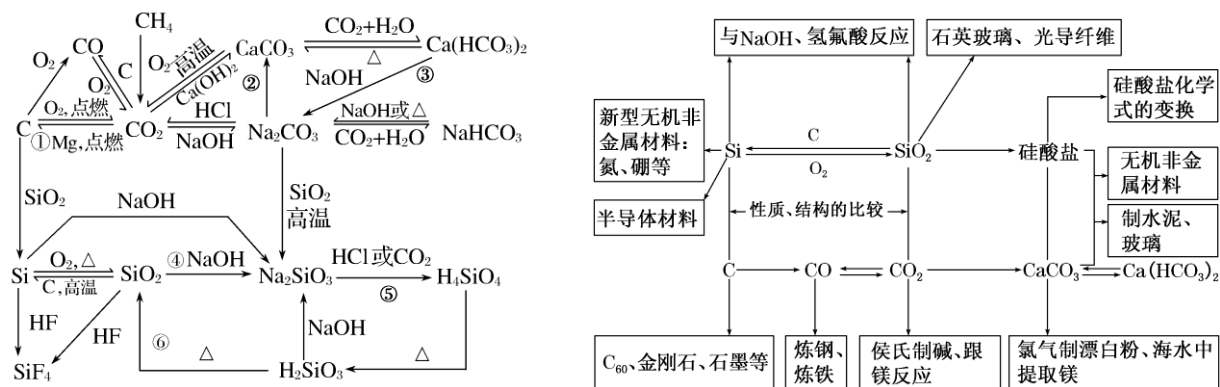 CH₄
CO
O₂
C
O₂
O₂高温
Ca(OH)₂
CaCO₃
CO₂+H₂O
△
Ca(HCO₃)₂
②
NaOH
③
C
O₂,点燃
①Mg,点燃
CO₂
HCl
NaOH
Na₂CO₃
NaOH或△
CO₂+H₂O
NaHCO₃
SiO₂
NaOH
SiO₂
高温
Si
O₂,△
C,高温
SiO₂
④NaOH
Na₂SiO₃
HCl或CO₂
⑤
H₄SiO₄
HF
HF
⑥
△
NaOH
△
SiF₄
H₂SiO₃
与NaOH、氢氟酸反应
石英玻璃、光导纤维
硅酸盐化学
式的变换
新型无机非
金属材料：
氮、硼等
Si
C
O₂
SiO₂
硅酸盐
无机非金
属材料
半导体材料
性质、结构的比较
制水泥、
玻璃
C
CO
CO₂
CaCO₃
Ca(HCO₃)₂
C₆₀、金刚石、石墨等
炼钢、
炼铁
侯氏制碱、跟
镁反应
氯气制漂白粉、海水中
提取镁